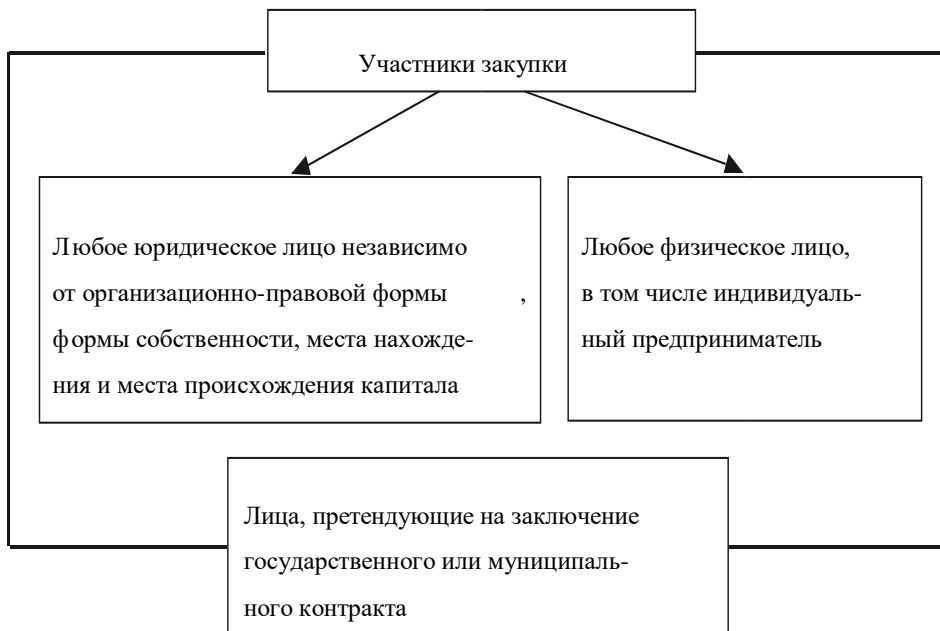 Участники закупки
Любое юридическое лицо независимо
от организационно-правовой формы ,
формы собственности, места нахожде-
ния и места происхождения капитала
Любое физическое лицо,
в том числе индивидуаль-
ный предприниматель
Лица, претендующие на заключение
государственного или муниципаль-
ного контракта